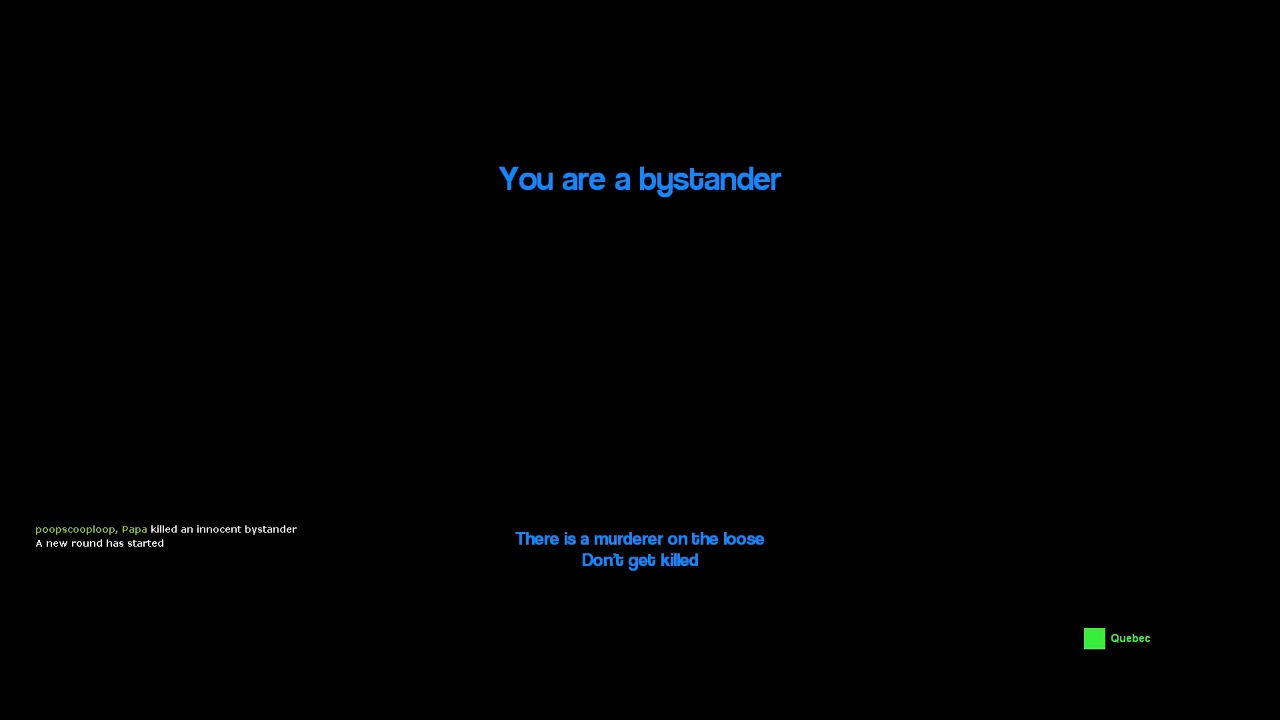 You are a bystander
poopscooploop, Papa killed an innocent bystander
A new round has started
There is a murderer on the loose
Don't get killed
Quebec